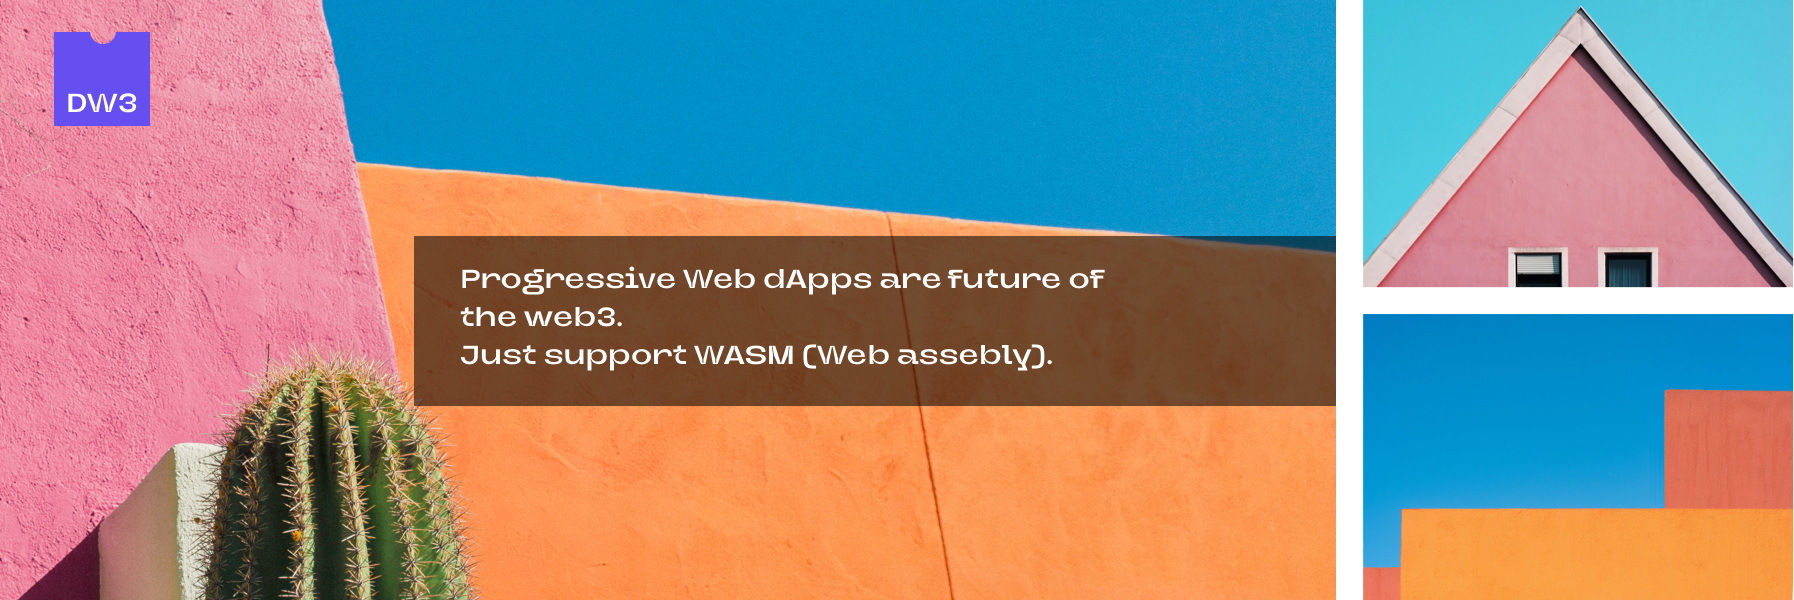 DW3
Progressive Web dApps are future of
the web3.
Just support WASM (Web assebly).